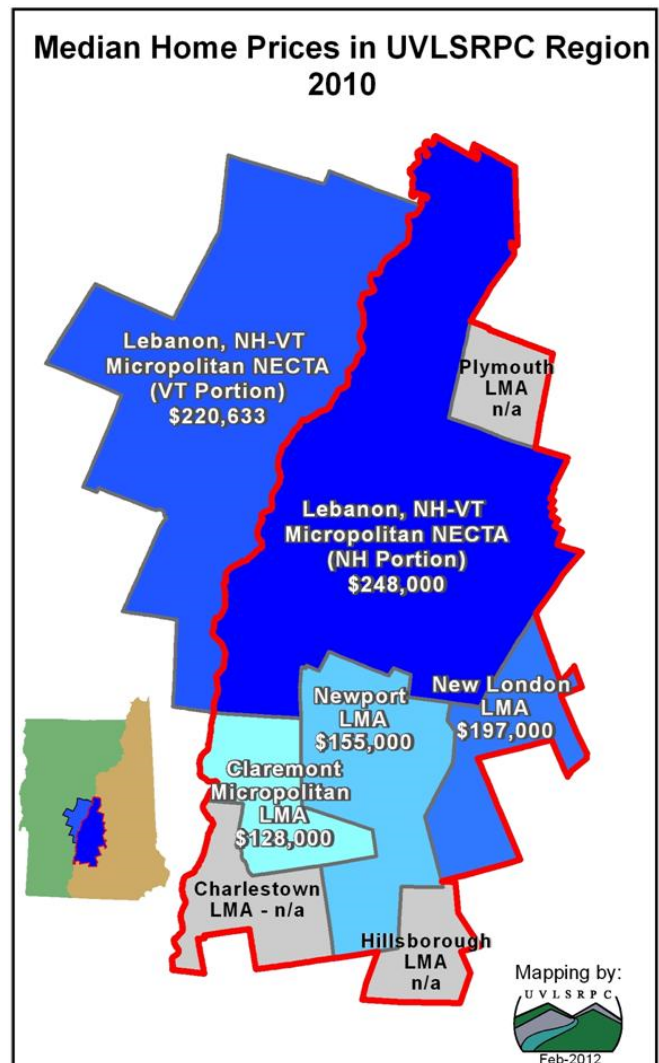 Median Home Prices in UVLSRPC Region
2010
Lebanon, NH-VT
Micropolitan NECTA
(VT Portion)
$220,633
Plymouth
LMA
n/a
Lebanon, NH-VT
Micropolitan NECTA
(NH Portion)
$248,000
New London
LMA
$197,000
Newport
LMA
$155,000
Claremont
Micropolitan
LMA
$128,000
Charlestown
LMA - n/a
Hillsborough
LMA
n/a
Mapping by:
UVLSRPC
Feb-2012